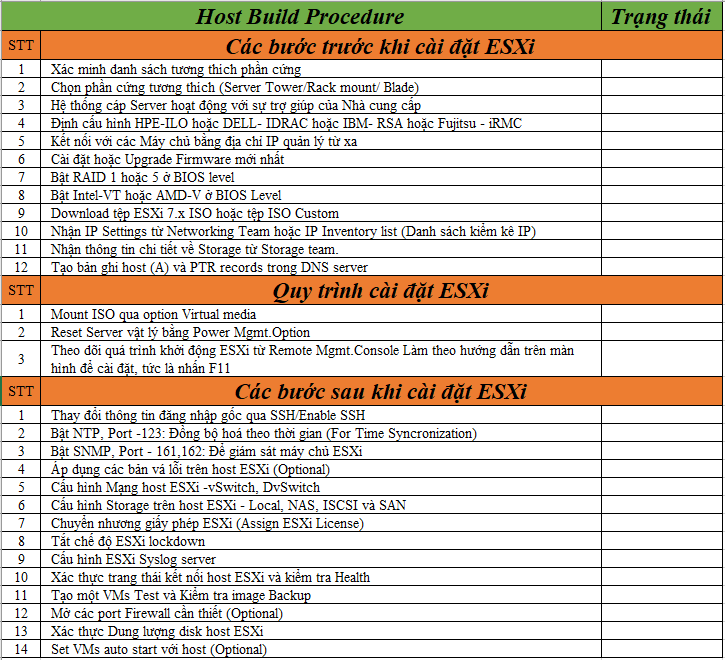 Host Build Procedure Trạng thái
STT Các bước trước khi cài đặt ESXi
1 Xác minh danh sách tương thich phần cứng
2 Chọn phần cứng tương thich (Server Tower/Rack mount/ Blade)
3 Hệ thống cáp Server hoạt động với sự trợ giúp của Nhà cung cấp
4 Định cấu hình HPE-ILO hoặc DELL- IDRAC hoặc IBM- RSA hoặc Fujitsu - iRMC
5 Kết nối với các Máy chủ bằng địa chỉ IP quản lý từ xa
6 Cài đặt hoặc Upgrade Firmware mới nhất
7 Bật RAID 1 hoặc 5 ở BIOS level
8 Bật Intel-VT hoặc AMD-V ở BIOS Level
9 Download tệp ESXi 7.x ISO hoặc tệp ISO Custom
10 Nhận IP Settings từ Networking Team hoặc IP Inventory list (Danh sách kiểm kê IP)
11 Nhận thông tin chi tiết về Storage từ Storage team.
12 Tạo bản ghi host (A) và PTR records trong DNS server
STT Quy trình cài đặt ESXi
1 Mount ISO qua option Virtual media
2 Reset Server vật lý bằng Power Mgmt.Option
3 Theo dõi quá trình khởi động ESXi từ Remote Mgmt.Console Làm theo hướng dẫn trên màn
hình để cài đặt, tức là nhấn F11
STT Các bước sau khi cài đặt ESXi
1 Thay đổi thông tin đăng nhập gốc qua SSH/Enable SSH
2 Bật NTP, Port -123: Đồng bộ hoá theo thời gian (For Time Syncronization)
3 Bật SNMP, Port - 161,162: Để giám sát máy chủ ESXi
4 Áp dụng các bản vá lỗi trên host ESXi (Optional)
5 Cấu hình Mạng host ESXi -vSwitch, DvSwitch
6 Cấu hình Storage trên host ESXi - Local, NAS, ISCSI và SAN
7 Chuyển nhương giấy phép ESXi (Assign ESXi License)
8 Tắt chế độ ESXi lockdown
9 Cấu hình ESXi Syslog server
10 Xác thực trang thái kết nối host ESXi và kiểm tra Health
11 Tạo một VMs Test và Kiểm tra image Backup
12 Mở các port Firewall cần thiết (Optional)
13 Xác thực Dung lượng disk host ESXi
14 Set VMs auto start với host (Optional)